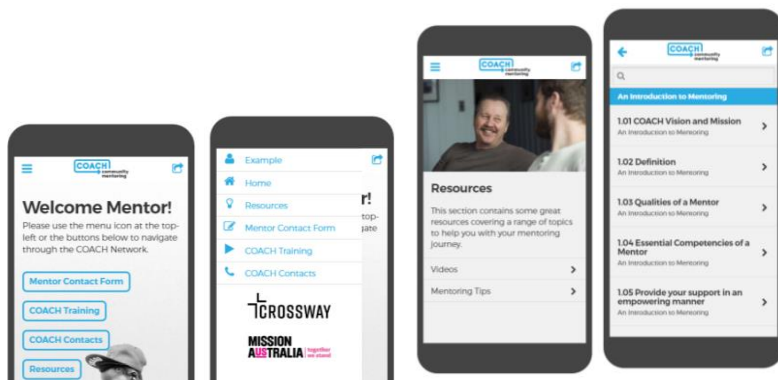 COACH
community
mentoring
Welcome Mentor!
Please use the menu icon at the top-
left or the buttons below to navigate
through the COACH Network.
Mentor Contact Form
COACH Training
COACH Contacts
Resources
Example
Home
Resources
Mentor Contact Form
COACH Training
COACH Contacts
r!
top-
gate
CROSSWAY
MISSION
AUSTRALIA together
we stand
COACH
community
mentoring
Resources
This section contains some great
resources covering a range of topics
to help you with your mentoring
journey.
Videos
Mentoring Tips
COACH
community
mentoring
An Introduction to Mentoring
1.01 COACH Vision and Mission
An Introduction to Mentoring
1.02 Definition
An Introduction to Mentoring
1.03 Qualities of a Mentor
An Introduction to Mentoring
1.04 Essential Competencies of a
Mentor
An Introduction to Mentoring
1.05 Provide your support in an
empowering manner
An Introduction to Mentoring